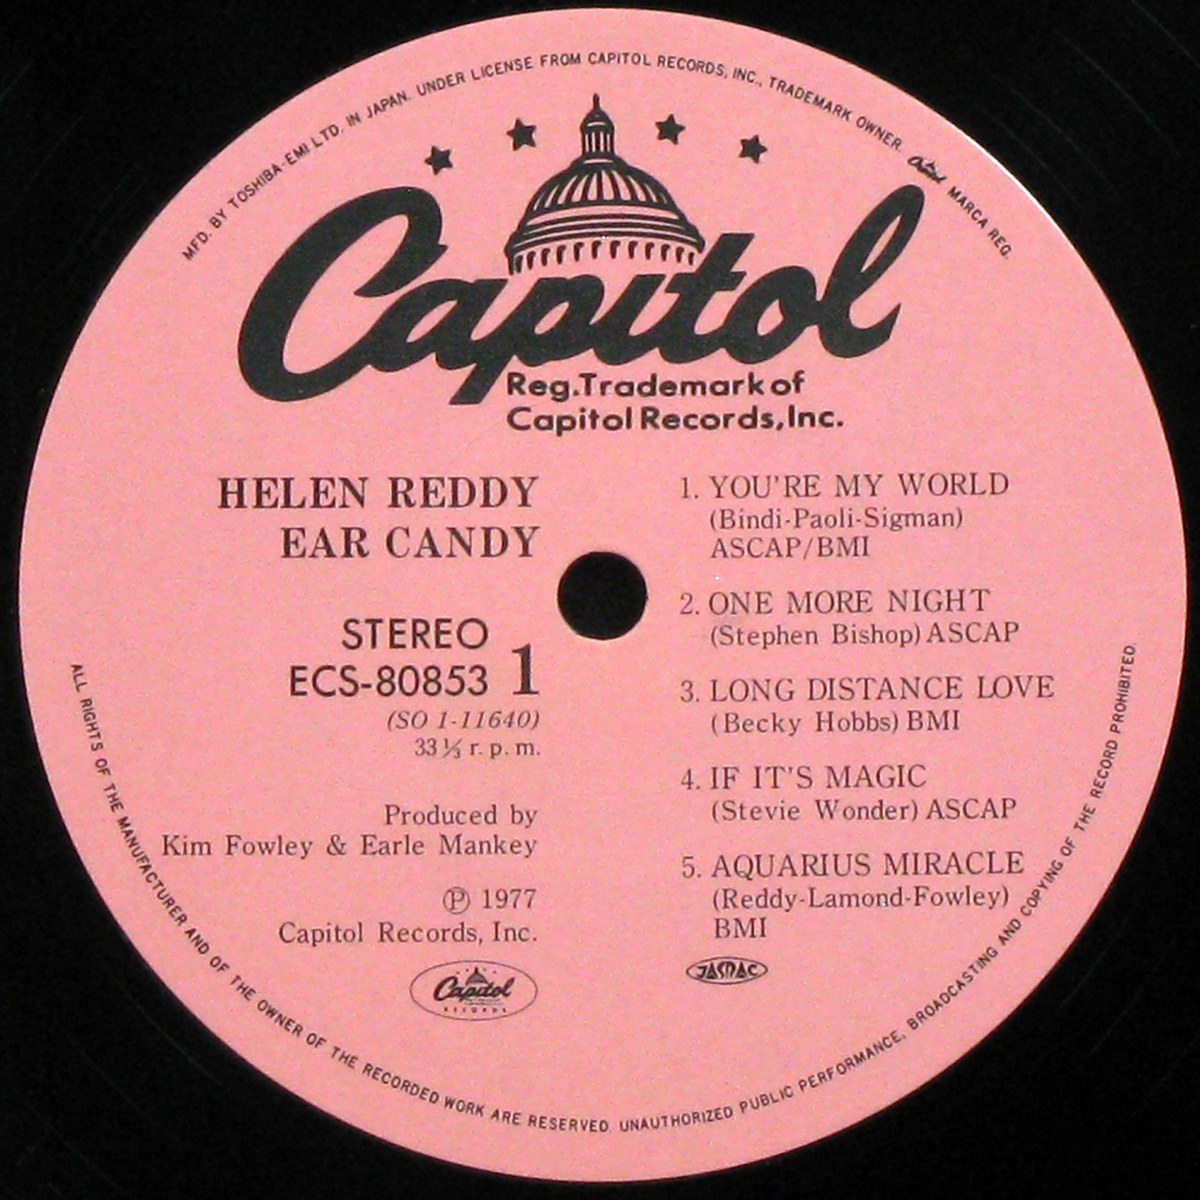 MFD. BY TOSHIBA-EMI LTD. IN JAPAN. UNDER LICENSE FROM CAPITOL RECORDS, INC., TRADEMARK OWNER. Capitol MARCA REG.
Capitol
Reg.Trademark of
Capitol Records,Inc.
HELEN REDDY
EAR CANDY
STEREO
ECS-80853 1
(SO 1-11640)
33⅓ r. p. m.
Produced by
Kim Fowley & Earle Mankey
Ⓟ 1977
Capitol Records, Inc.
Capitol
RECORDS
1. YOU'RE MY WORLD
(Bindi-Paoli-Sigman)
ASCAP/BMI
2. ONE MORE NIGHT
(Stephen Bishop) ASCAP
3. LONG DISTANCE LOVE
(Becky Hobbs) BMI
4. IF IT'S MAGIC
(Stevie Wonder) ASCAP
5. AQUARIUS MIRACLE
(Reddy-Lamond-Fowley)
BMI
JASRAC
ALL RIGHTS OF THE MANUFACTURER AND OF THE OWNER OF THE RECORDED WORK ARE RESERVED. UNAUTHORIZED PUBLIC PERFORMANCE, BROADCASTING AND COPYING OF THE RECORD PROHIBITED.